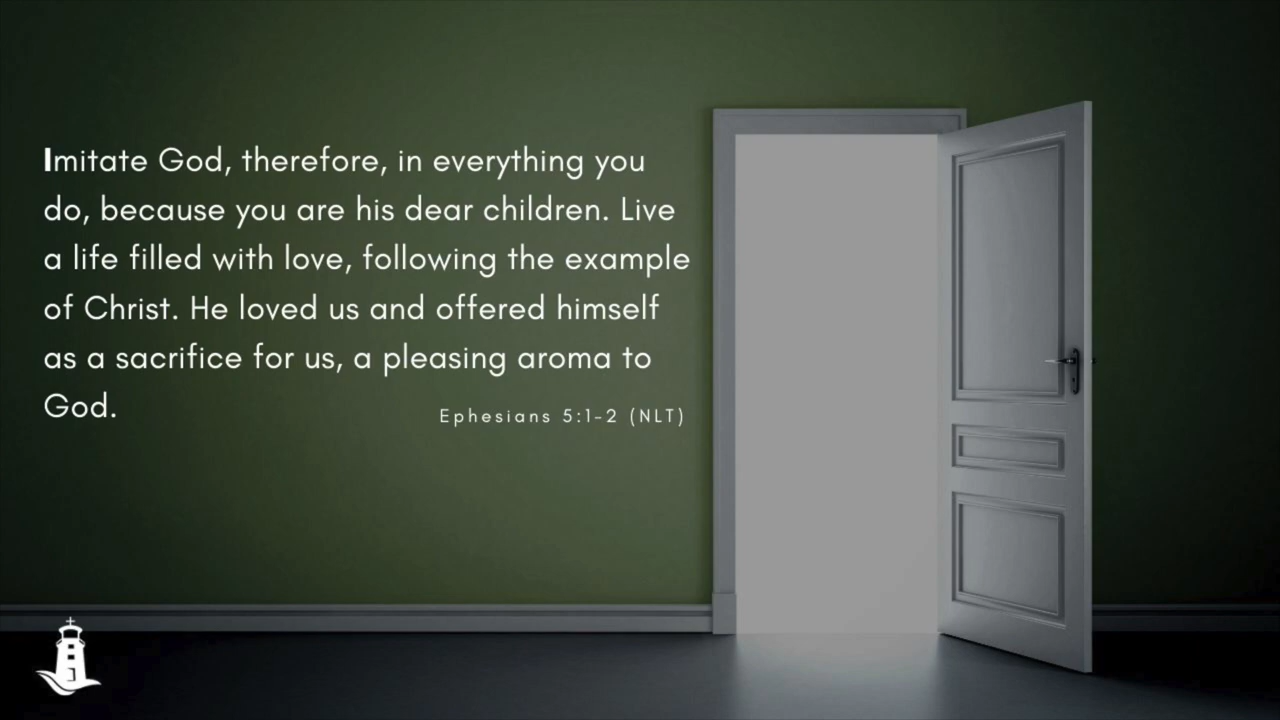 Imitate God, therefore, in everything you
do, because you are his dear children. Live
a life filled with love, following the example
of Christ. He loved us and offered himself
as a sacrifice for us, a pleasing aroma to
God.
Ephesians 5:1-2 (NLT)